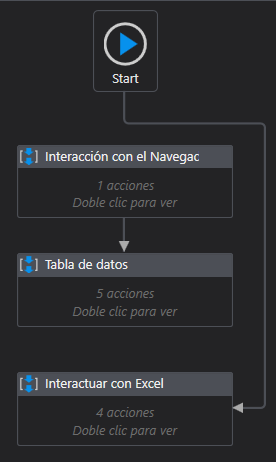 Start
Interacción con el Navegac
1 acciones
Doble clic para ver
Tabla de datos
5 acciones
Doble clic para ver
Interactuar con Excel
4 acciones
Doble clic para ver